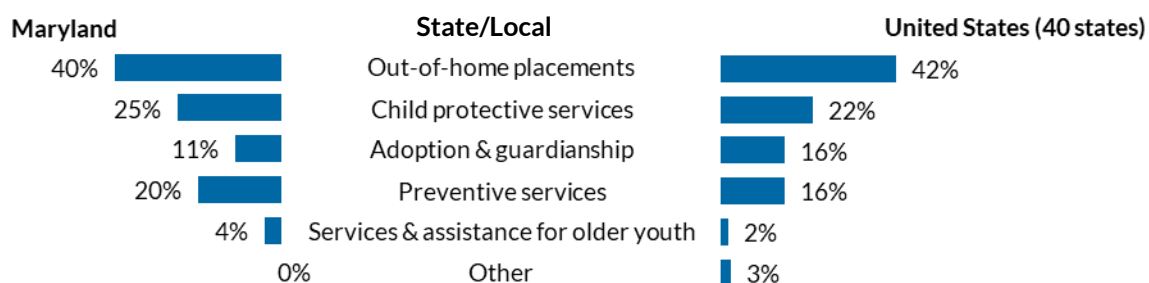 Maryland State/Local United States (40 states)
40% Out-of-home placements 42%
25% Child protective services 22%
11% Adoption & guardianship 16%
20% Preventive services 16%
4% Services & assistance for older youth 2%
0% Other 3%